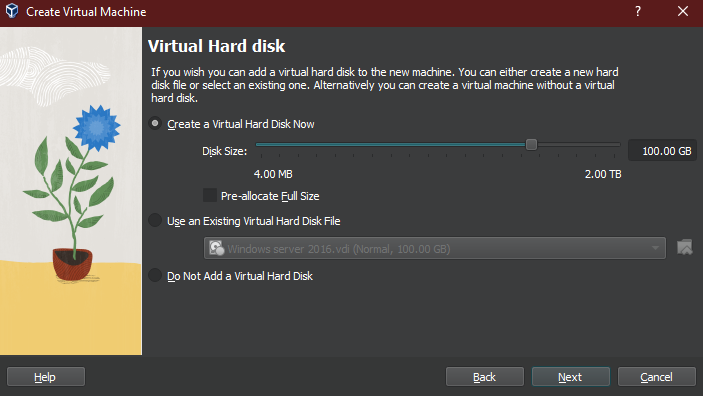 Create Virtual Machine
?
Virtual Hard disk
If you wish you can add a virtual hard disk to the new machine. You can either create a new hard
disk file or select an existing one. Alternatively you can create a virtual machine without a virtual
hard disk.
Create a Virtual Hard Disk Now
Disk Size:
100.00 GB
4.00 MB
2.00 TB
Pre-allocate Full Size
Use an Existing Virtual Hard Disk File
Windows server 2016.vdi (Normal, 100.00 GB)
Do Not Add a Virtual Hard Disk
Help
Back
Next
Cancel